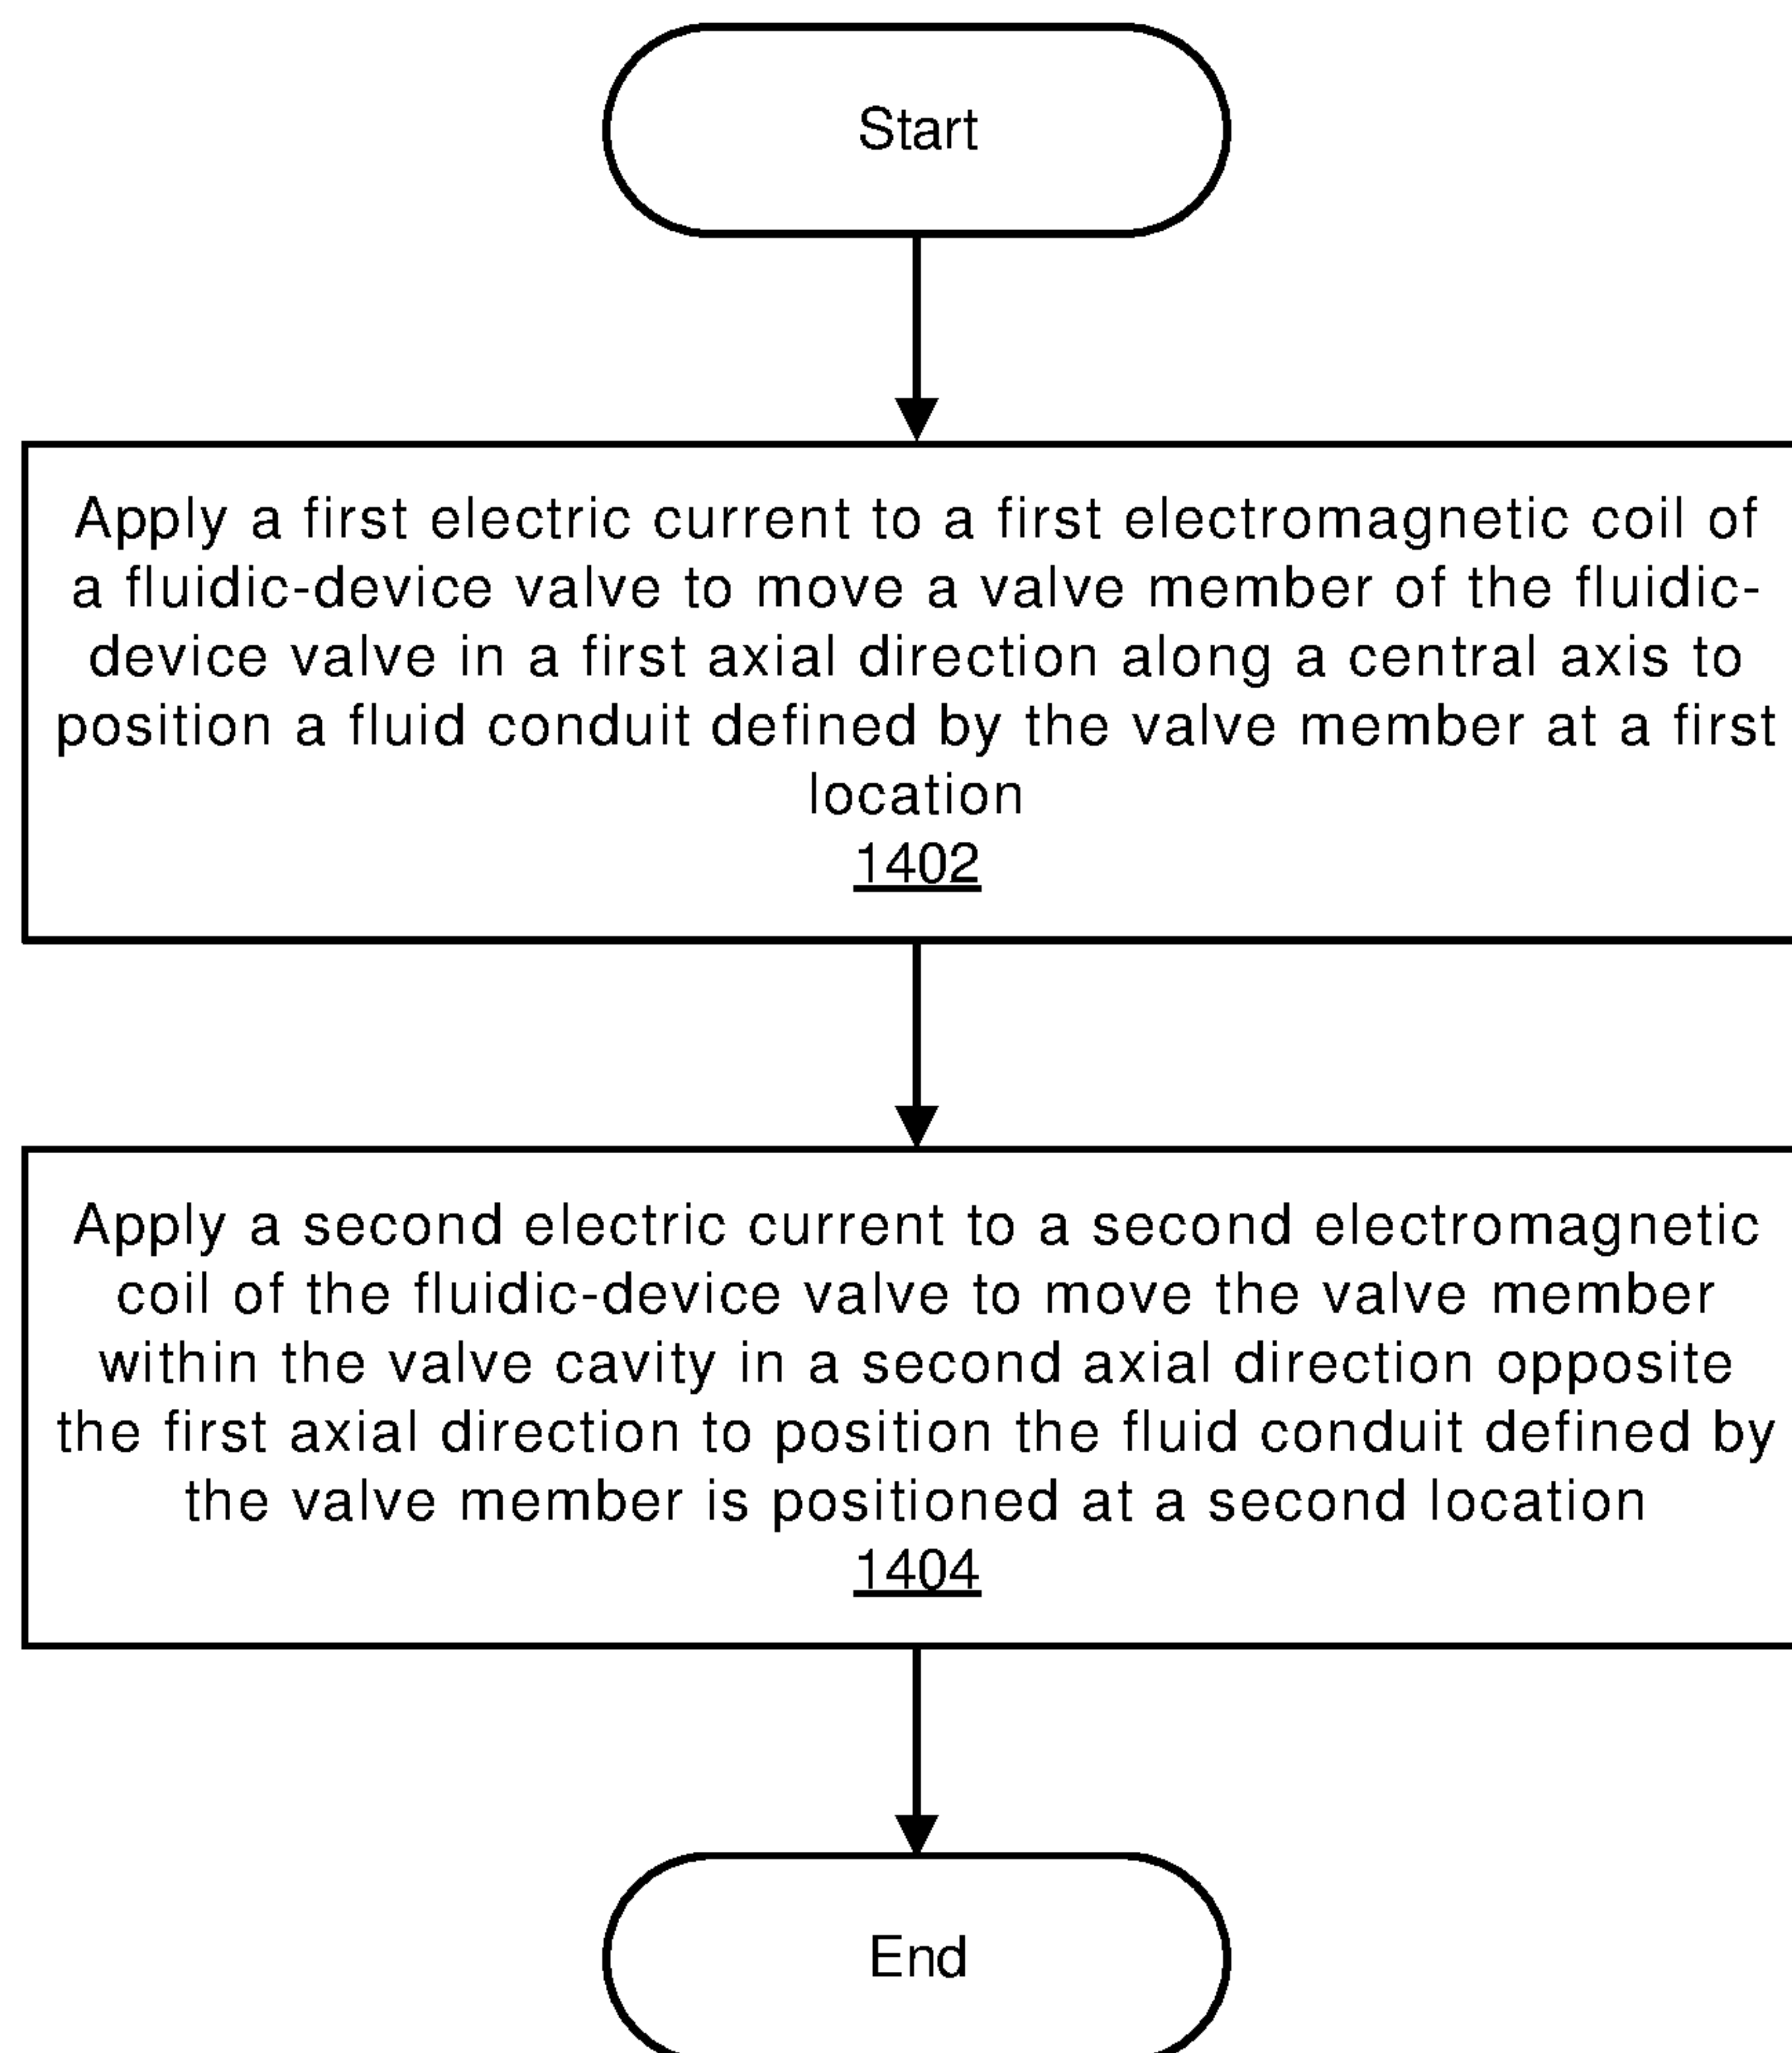 Start
Apply a first electric current to a first electromagnetic coil of
a fluidic-device valve to move a valve member of the fluidic-
device valve in a first axial direction along a central axis to
position a fluid conduit defined by the valve member at a first
location
1402
Apply a second electric current to a second electromagnetic
coil of the fluidic-device valve to move the valve member
within the valve cavity in a second axial direction opposite
the first axial direction to position the fluid conduit defined by
the valve member is positioned at a second location
1404
End